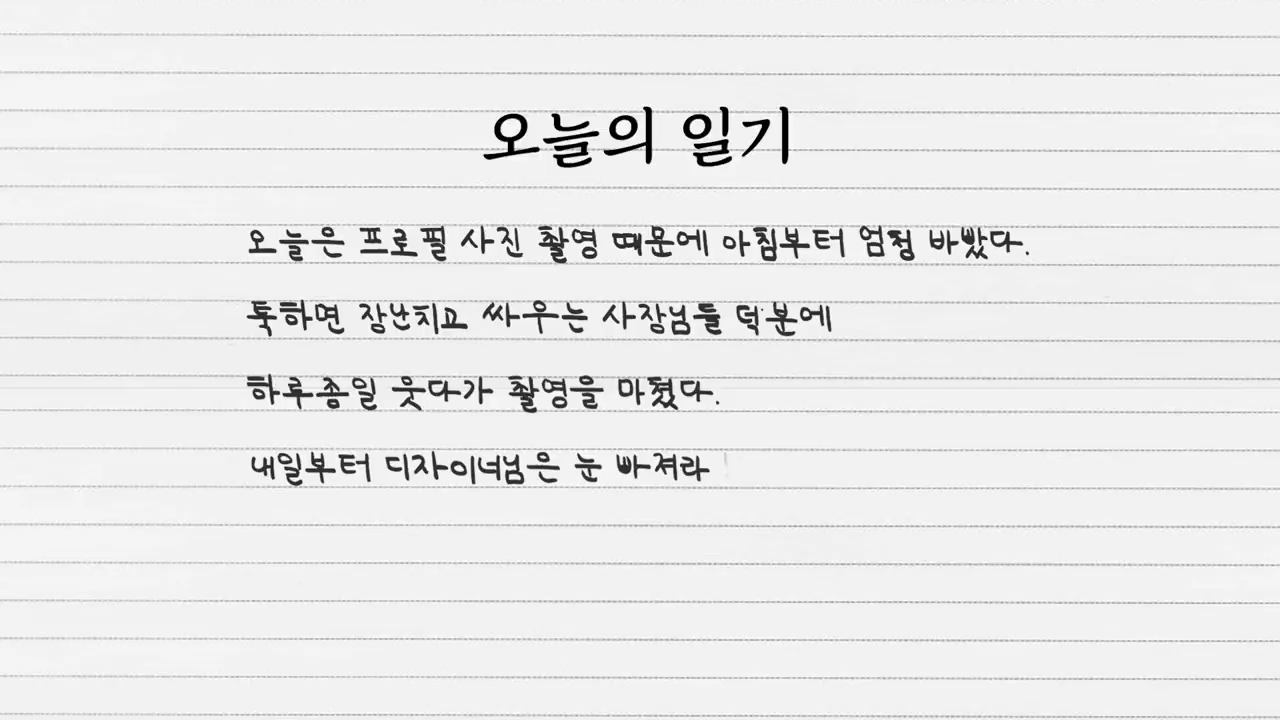 오늘의 일기
오늘은 프로필 사진 촬영 때문에 아침부터 엄청 바빴다.
툭하면 장난치고 싸우는 사장님들 덕분에
하루종일 웃다가 촬영을 마쳤다.
내일부터 디자이너님은 눈 빠져라